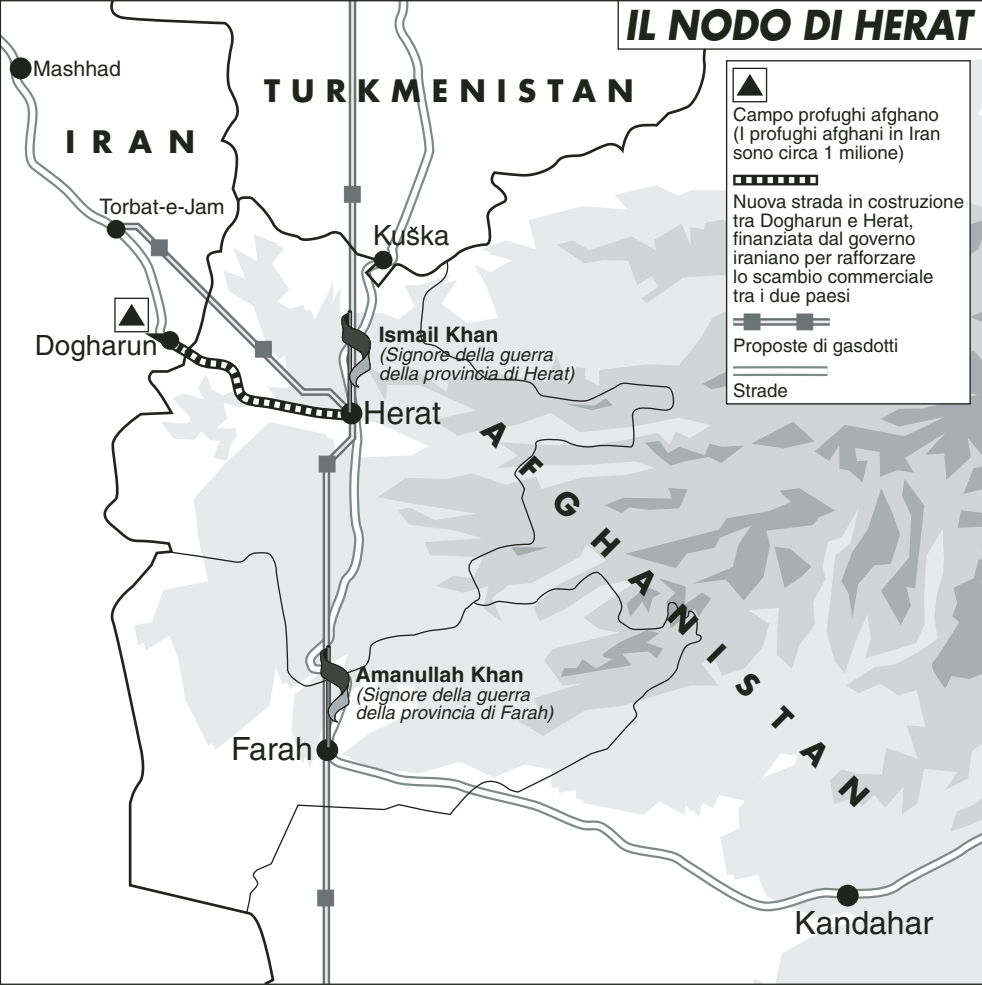 IL NODO DI HERAT
Mashhad
TURKMENISTAN
IRAN
Campo profughi afghano
(I profughi afghani in Iran
sono circa 1 milione)
Nuova strada in costruzione
tra Dogharun e Herat,
finanziata dal governo
iraniano per rafforzare
lo scambio commerciale
tra i due paesi
Proposte di gasdotti
Strade
Torbat-e-Jam
Kuška
Ismail Khan
(Signore della guerra
della provincia di Herat)
Dogharun
Herat
AFGHANISTAN
Amanullah Khan
(Signore della guerra
della provincia di Farah)
Farah
Kandahar